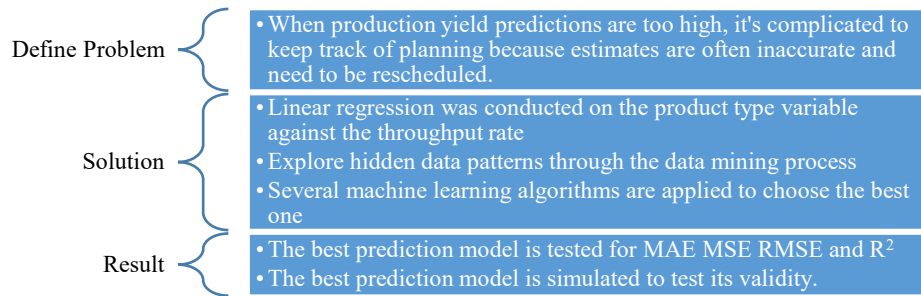 Define Problem
• When production yield predictions are too high, it's complicated to
keep track of planning because estimates are often inaccurate and
need to be rescheduled.
Solution
• Linear regression was conducted on the product type variable
against the throughput rate
• Explore hidden data patterns through the data mining process
• Several machine learning algorithms are applied to choose the best
one
Result
• The best prediction model is tested for MAE MSE RMSE and R²
• The best prediction model is simulated to test its validity.